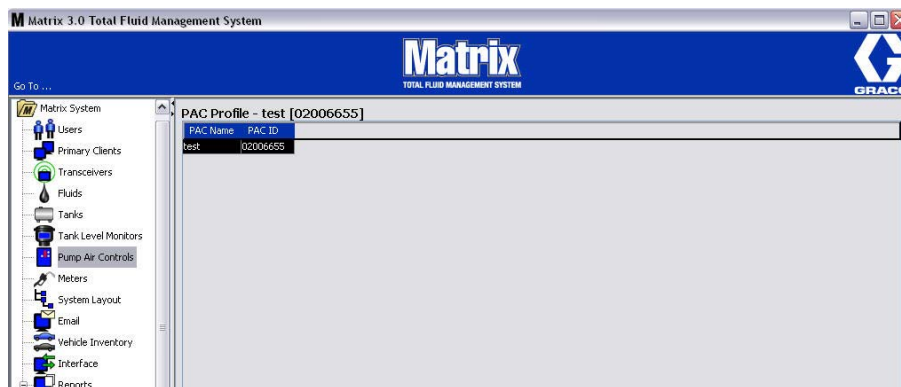 Matrix 3.0 Total Fluid Management System
Matrix
TOTAL FLUID MANAGEMENT SYSTEM
GRACO
Go To ...
Matrix System
Users
Primary Clients
Transceivers
Fluids
Tanks
Tank Level Monitors
Pump Air Controls
Meters
System Layout
Email
Vehicle Inventory
Interface
Reports
PAC Profile - test [02006655]
PAC Name PAC ID
test 02006655